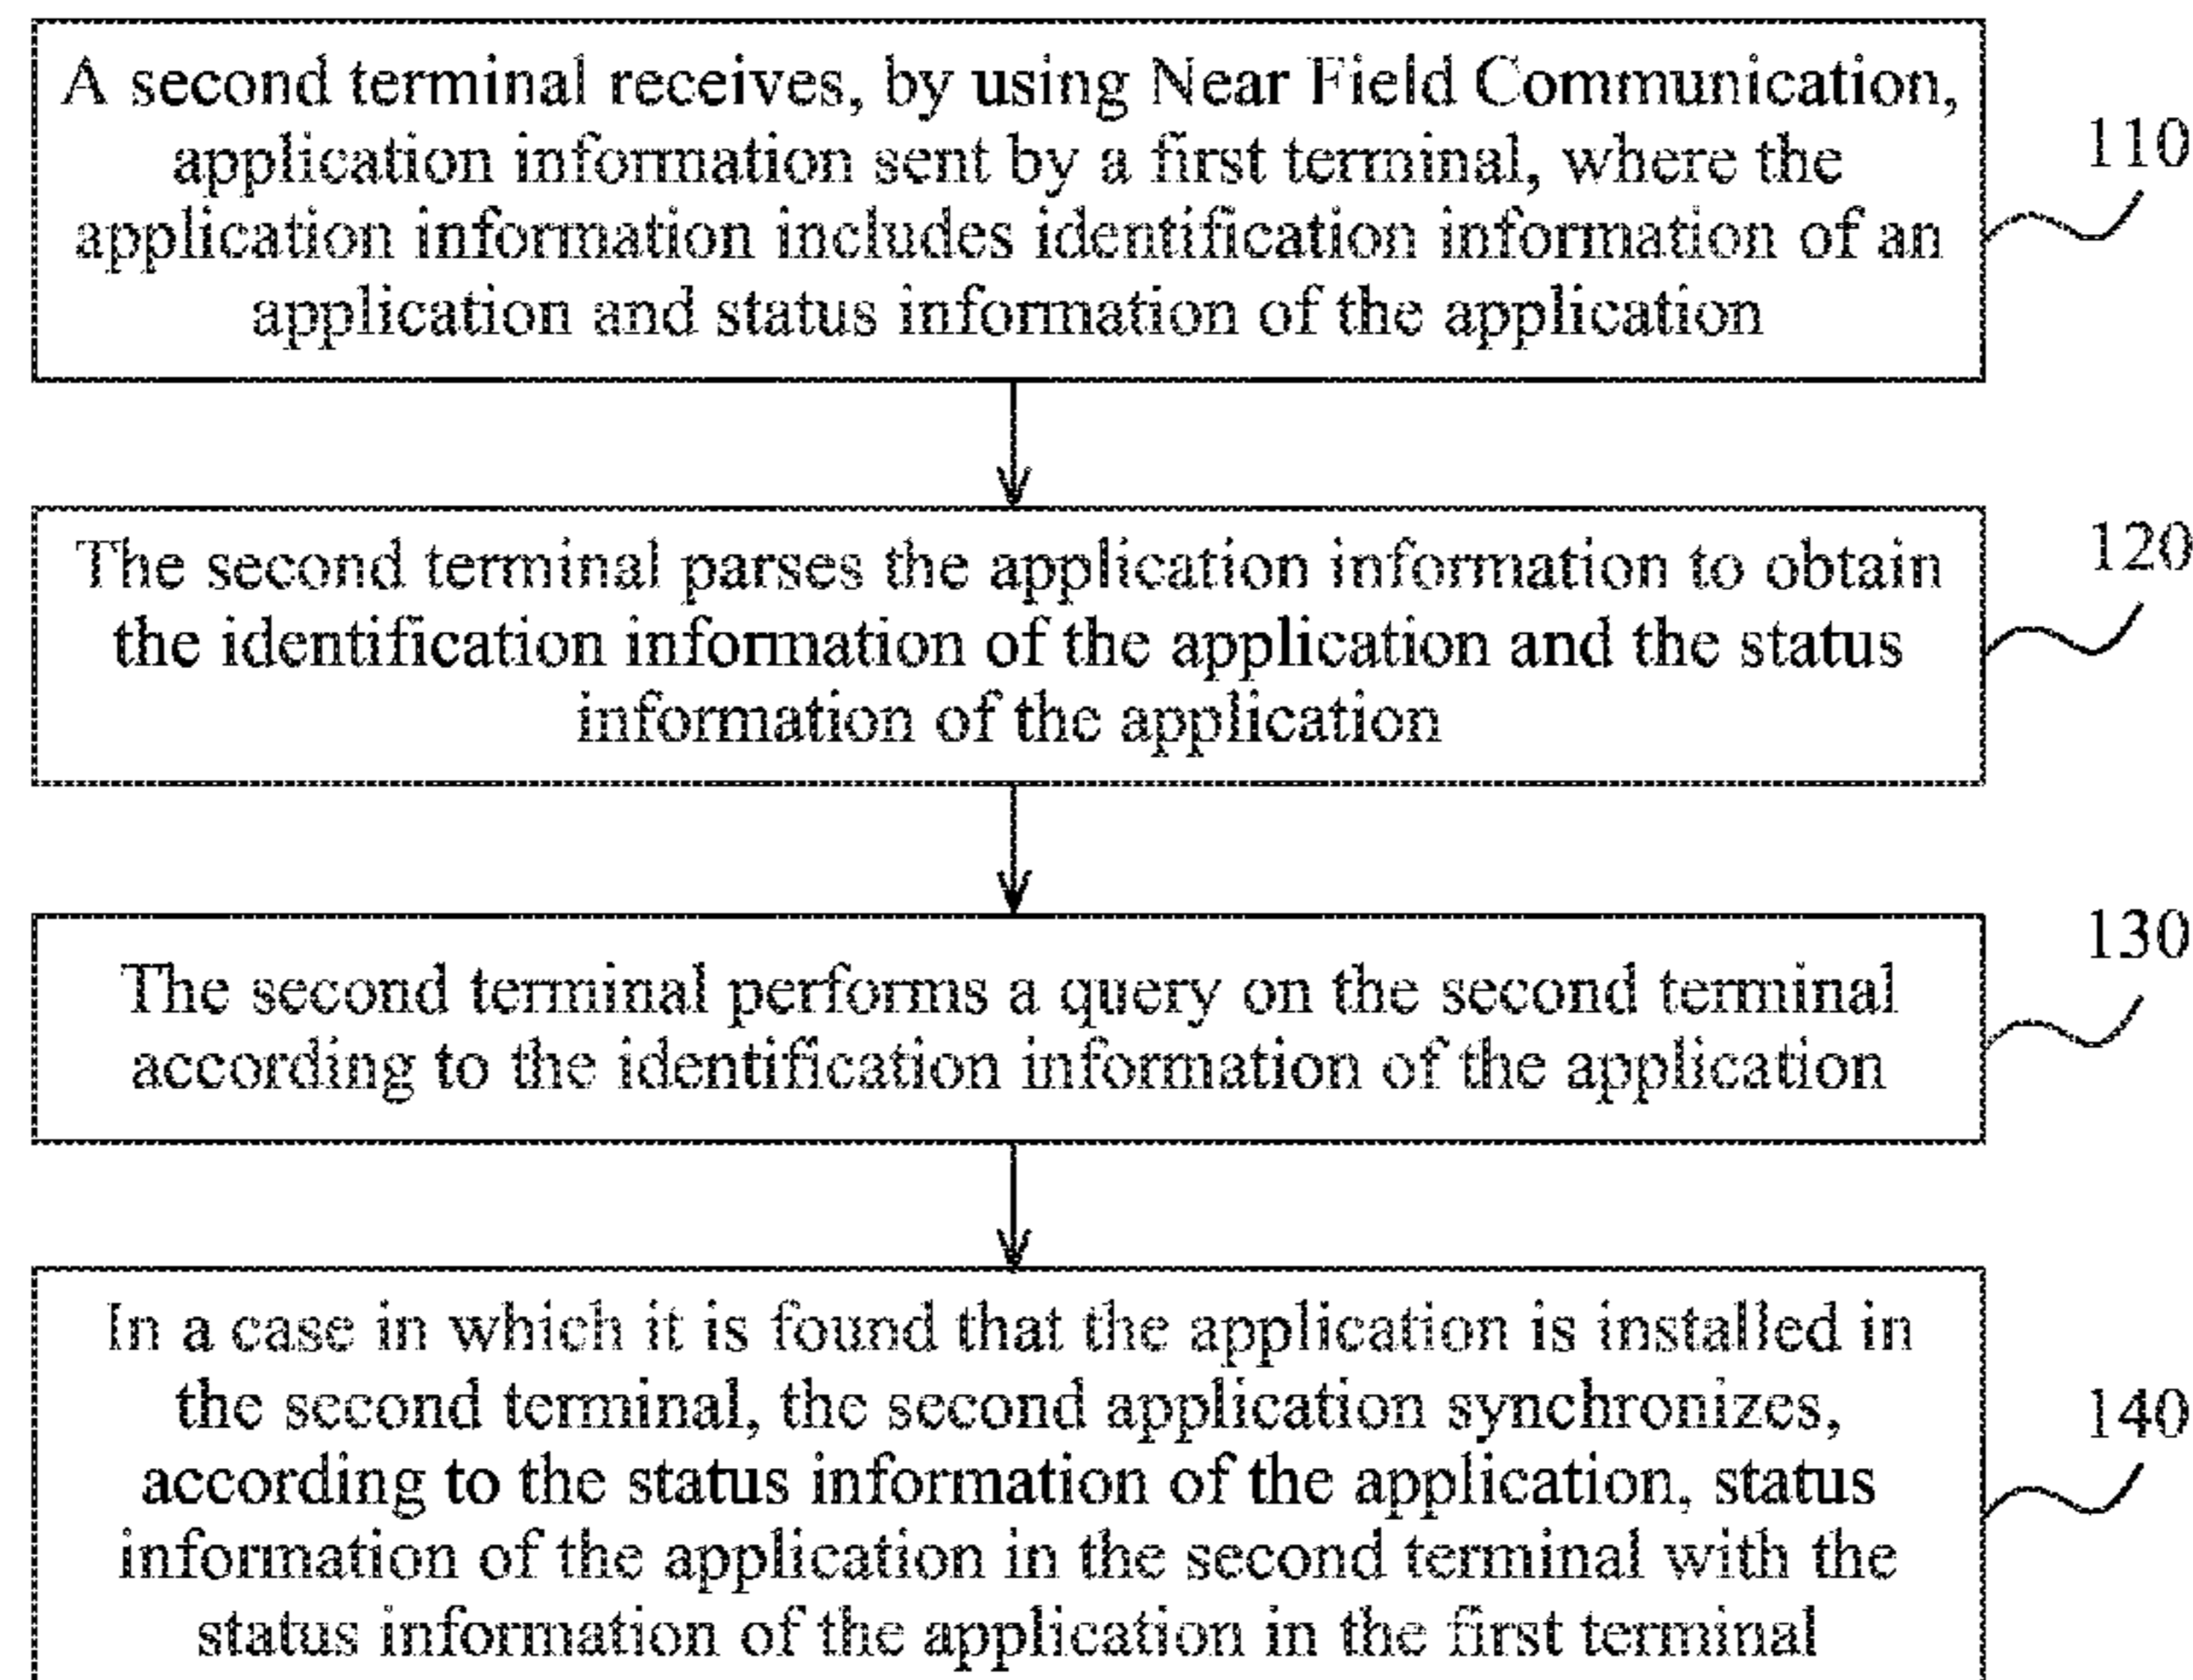 A second terminal receives, by using Near Field Communication,
application information sent by a first terminal, where the
application information includes identification information of an
application and status information of the application
110
The second terminal parses the application information to obtain
the identification information of the application and the status
information of the application
120
The second terminal performs a query on the second terminal
according to the identification information of the application
130
In a case in which it is found that the application is installed in
the second terminal, the second application synchronizes,
according to the status information of the application, status
information of the application in the second terminal with the
status information of the application in the first terminal
140